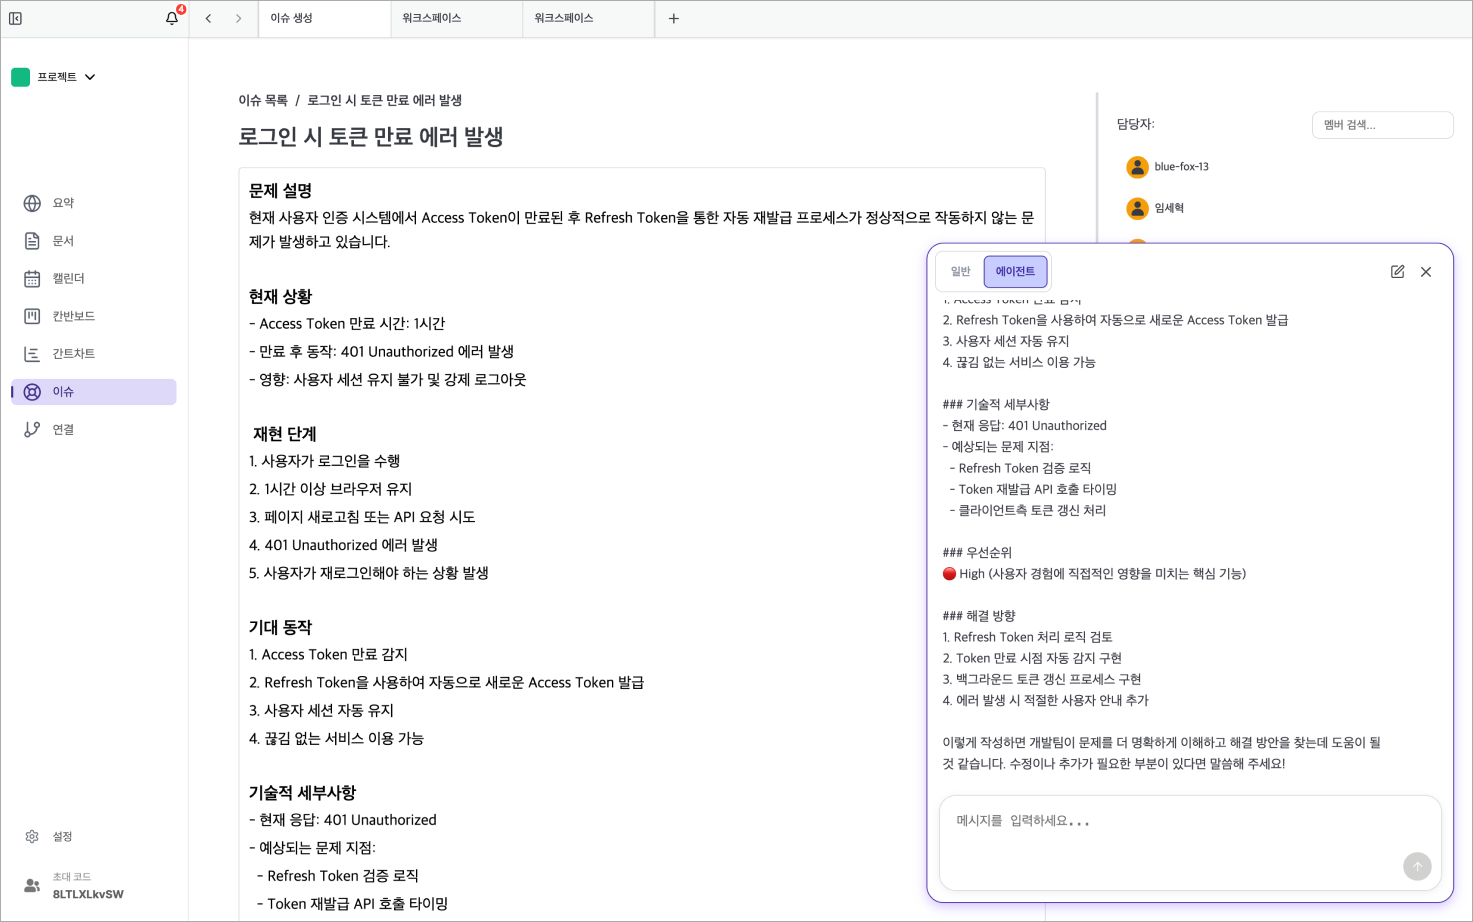 4
이슈 생성
워크스페이스
워크스페이스
프로젝트
요약
문서
캘린더
칸반보드
간트차트
이슈
연결
설정
초대 코드
8LTLXLkvSW
이슈 목록 / 로그인 시 토큰 만료 에러 발생
로그인 시 토큰 만료 에러 발생
문제 설명
현재 사용자 인증 시스템에서 Access Token이 만료된 후 Refresh Token을 통한 자동 재발급 프로세스가 정상적으로 작동하지 않는 문
제가 발생하고 있습니다.
현재 상황
- Access Token 만료 시간: 1시간
- 만료 후 동작: 401 Unauthorized 에러 발생
- 영향: 사용자 세션 유지 불가 및 강제 로그아웃
재현 단계
1. 사용자가 로그인을 수행
2. 1시간 이상 브라우저 유지
3. 페이지 새로고침 또는 API 요청 시도
4. 401 Unauthorized 에러 발생
5. 사용자가 재로그인해야 하는 상황 발생
기대 동작
1. Access Token 만료 감지
2. Refresh Token을 사용하여 자동으로 새로운 Access Token 발급
3. 사용자 세션 자동 유지
4. 끊김 없는 서비스 이용 가능
기술적 세부사항
- 현재 응답: 401 Unauthorized
- 예상되는 문제 지점:
- Refresh Token 검증 로직
- Token 재발급 API 호출 타이밍
담당자:
멤버 검색...
blue-fox-13
임세혁
일반
에이전트
1. Access Token 만료 감지
2. Refresh Token을 사용하여 자동으로 새로운 Access Token 발급
3. 사용자 세션 자동 유지
4. 끊김 없는 서비스 이용 가능
### 기술적 세부사항
- 현재 응답: 401 Unauthorized
- 예상되는 문제 지점:
- Refresh Token 검증 로직
- Token 재발급 API 호출 타이밍
- 클라이언트측 토큰 갱신 처리
### 우선순위
🔴 High (사용자 경험에 직접적인 영향을 미치는 핵심 기능)
### 해결 방향
1. Refresh Token 처리 로직 검토
2. Token 만료 시점 자동 감지 구현
3. 백그라운드 토큰 갱신 프로세스 구현
4. 에러 발생 시 적절한 사용자 안내 추가
이렇게 작성하면 개발팀이 문제를 더 명확하게 이해하고 해결 방안을 찾는데 도움이 될
것 같습니다. 수정이나 추가가 필요한 부분이 있다면 말씀해 주세요!
메시지를 입력하세요...